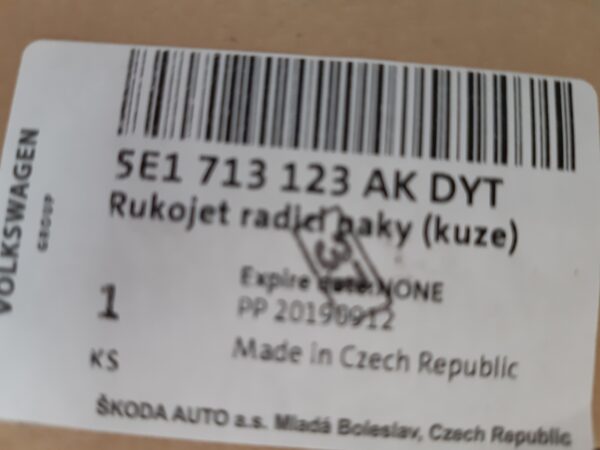 VOLKSWAGEN
GROUP
5E1 713 123 AK DYT
Rukojet radici paky (kuze)
Expire date:NONE
PP 20190912
1
KS
Made in Czech Republic
ŠKODA AUTO a.s. Mladá Boleslav, Czech Republic
37